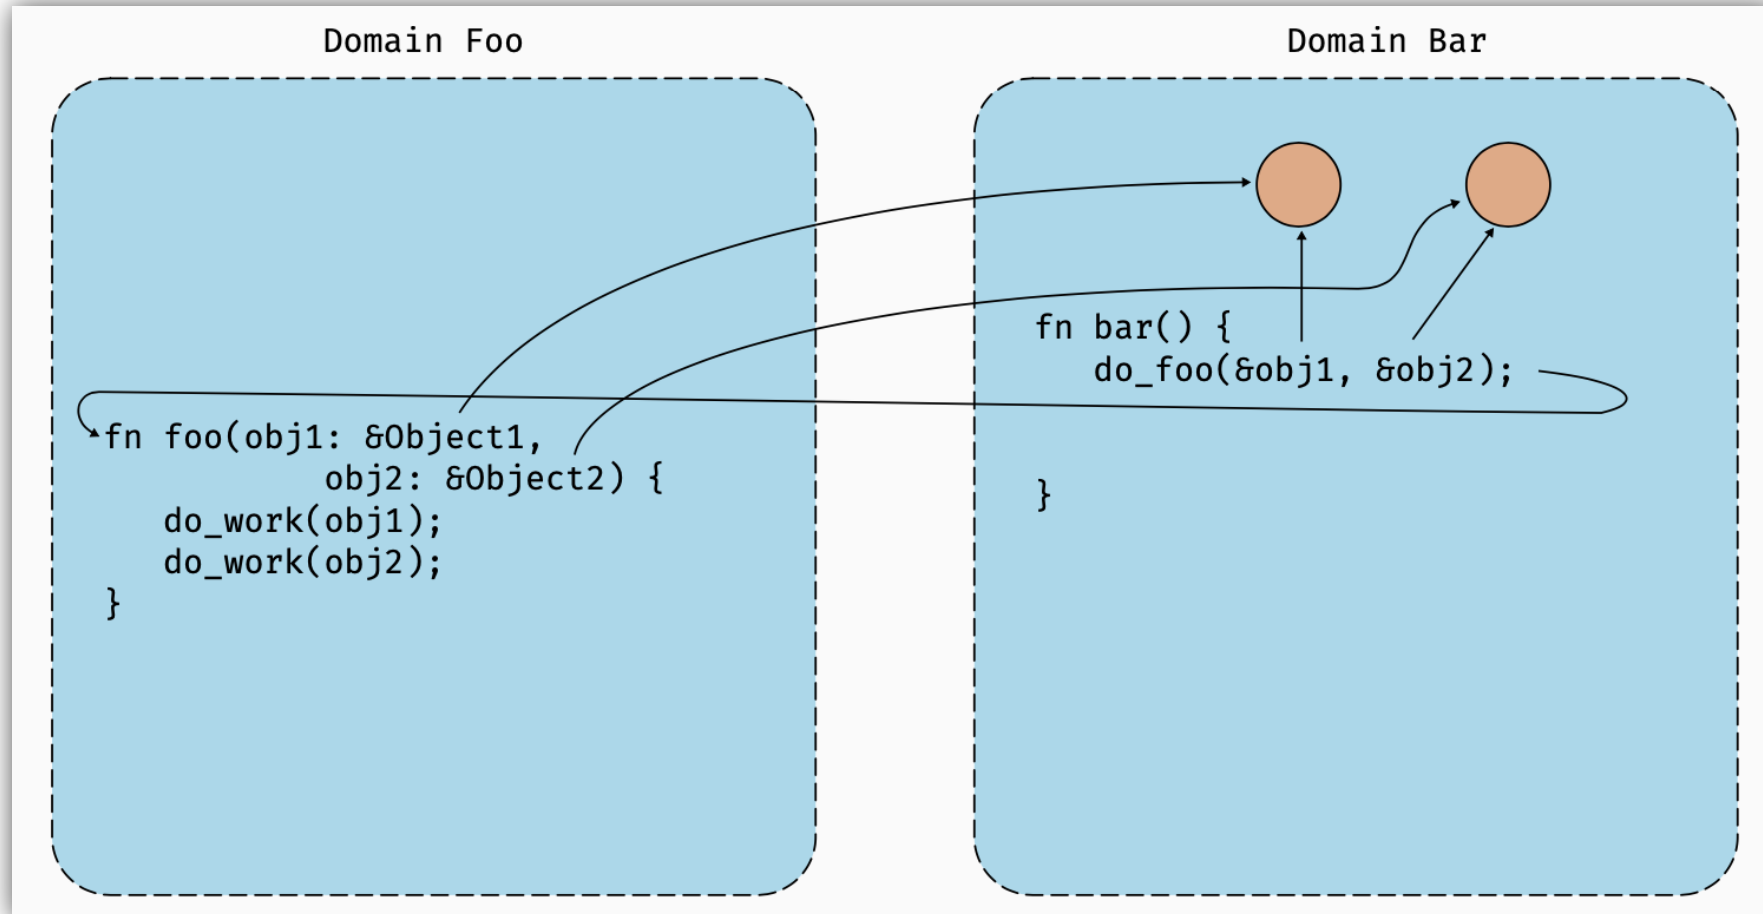 Domain Foo
Domain Bar
fn bar() {
do_foo(&obj1, &obj2);
}
fn foo(obj1: &Object1,
obj2: &Object2) {
do_work(obj1);
do_work(obj2);
}